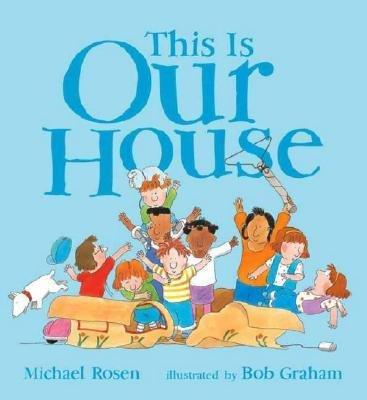 This Is
Our
House
Michael Rosen illustrated by Bob Graham